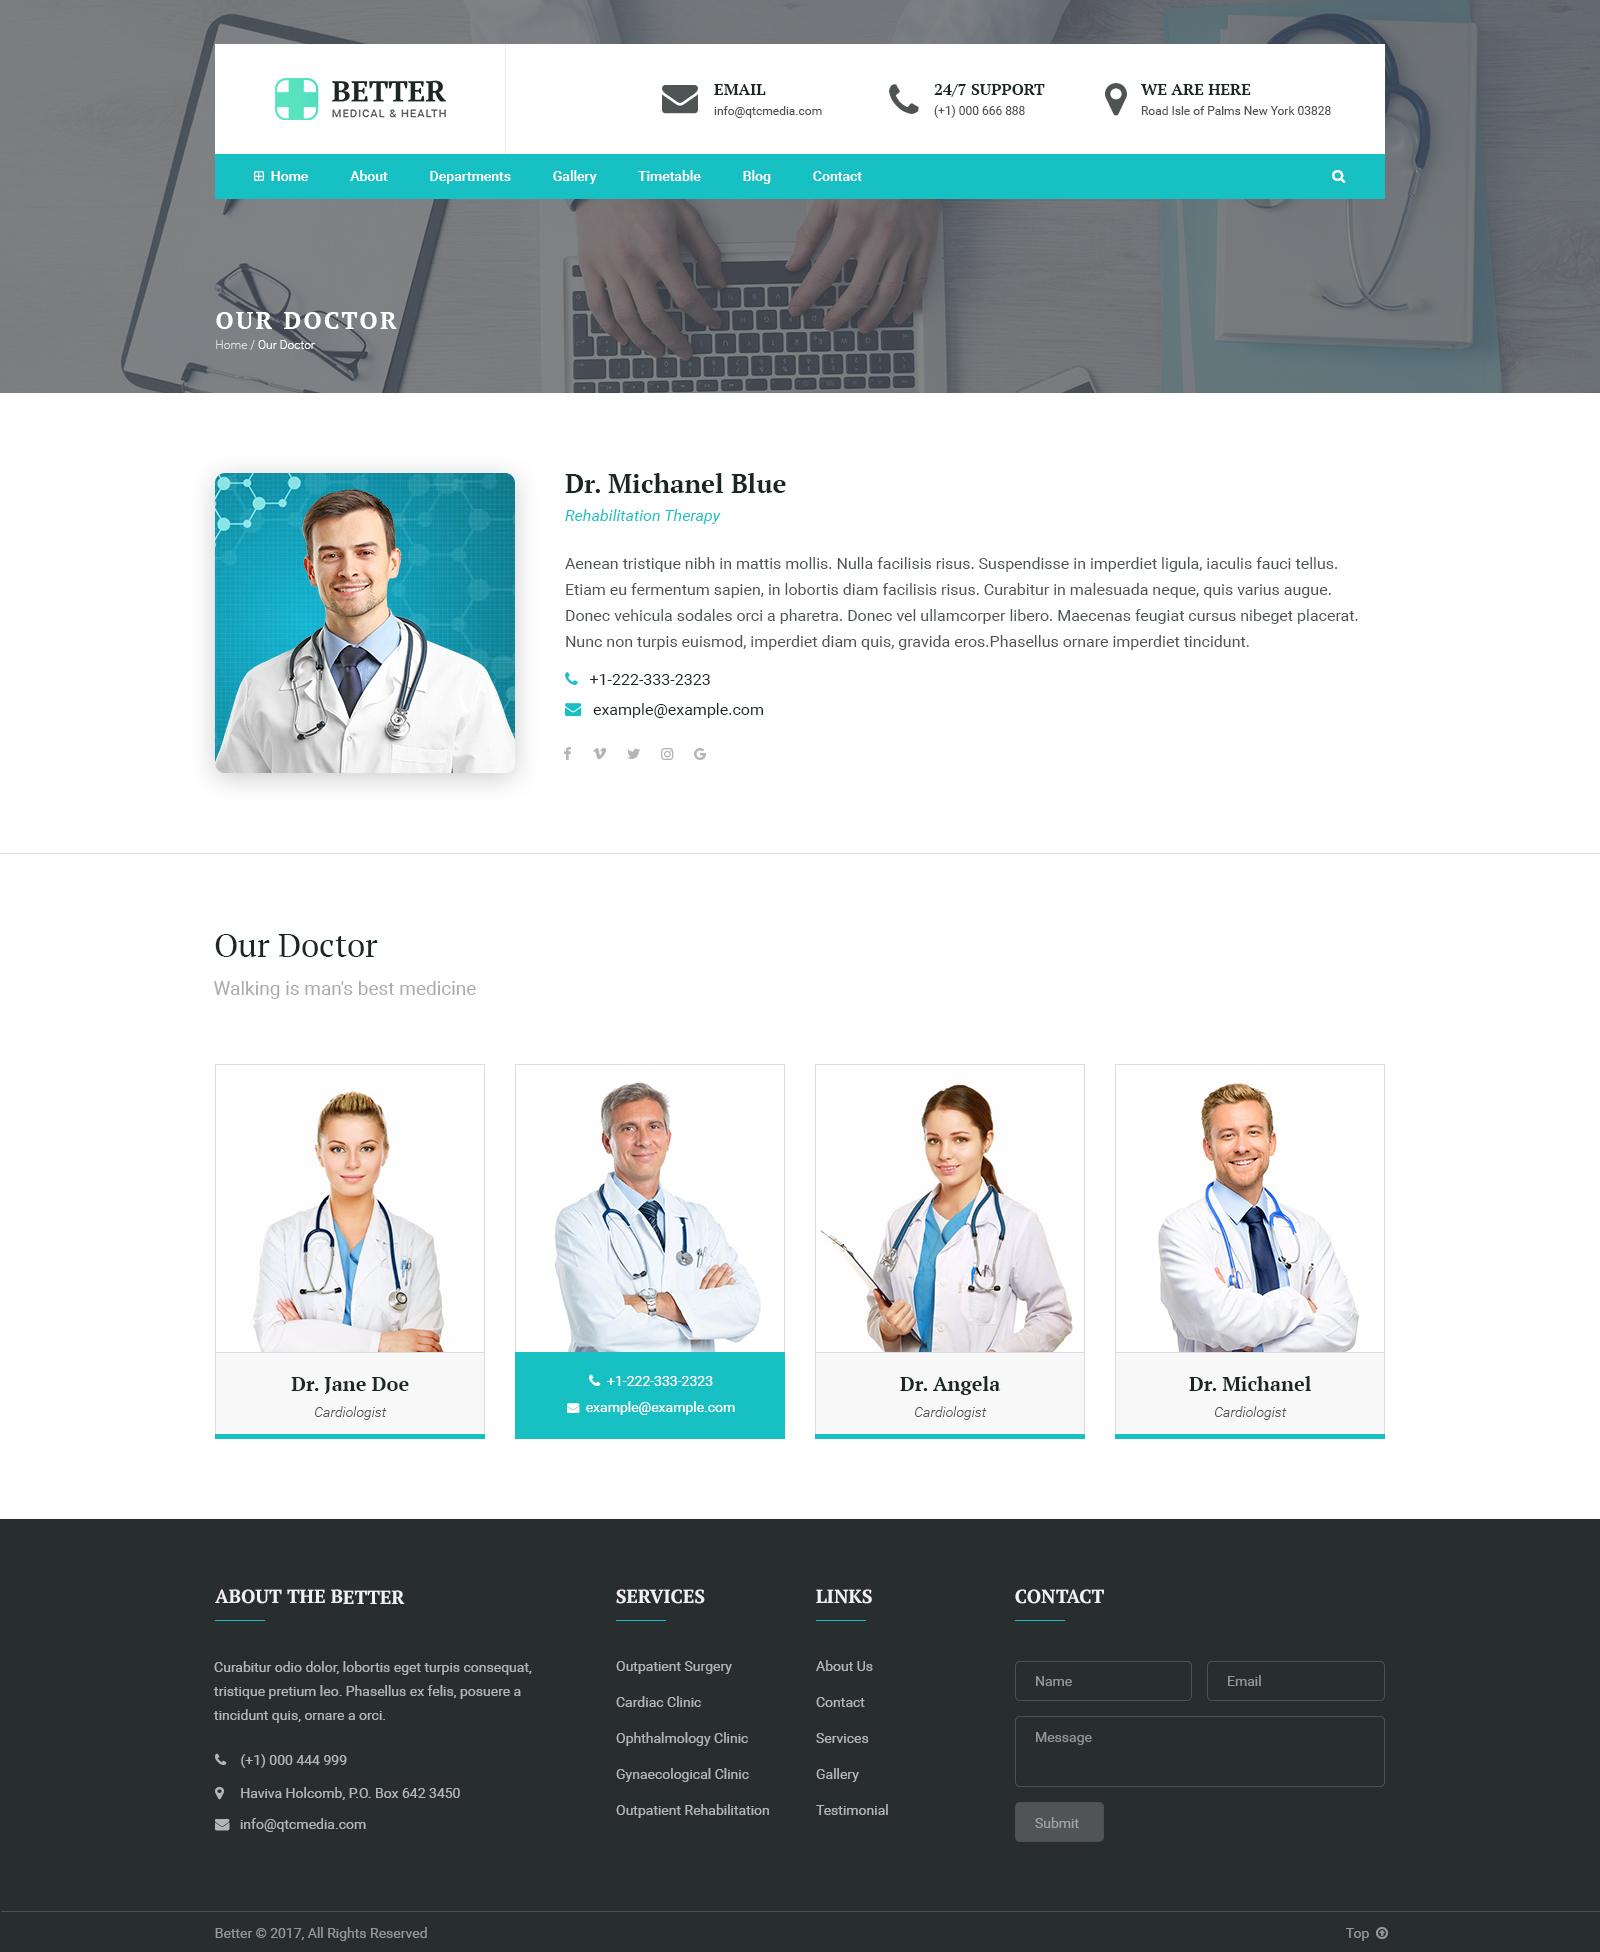 BETTER
MEDICAL & HEALTH
EMAIL
info@qtcmedia.com
24/7 SUPPORT
(+1) 000 666 888
WE ARE HERE
Road Isle of Palms New York 03828
Home About Departments Gallery Timetable Blog Contact
OUR DOCTOR
Home / Our Doctor
Dr. Michanel Blue
Rehabilitation Therapy
Aenean tristique nibh in mattis mollis. Nulla facilisis risus. Suspendisse in imperdiet ligula, iaculis fauci tellus.
Etiam eu fermentum sapien, in lobortis diam facilisis risus. Curabitur in malesuada neque, quis varius augue.
Donec vehicula sodales orci a pharetra. Donec vel ullamcorper libero. Maecenas feugiat cursus nibeget placerat.
Nunc non turpis euismod, imperdiet diam quis, gravida eros.Phasellus ornare imperdiet tincidunt.
+1-222-333-2323
example@example.com
Our Doctor
Walking is man's best medicine
Dr. Jane Doe
Cardiologist
+1-222-333-2323
example@example.com
Dr. Angela
Cardiologist
Dr. Michanel
Cardiologist
ABOUT THE BETTER
Curabitur odio dolor, lobortis eget turpis consequat,
tristique pretium leo. Phasellus ex felis, posuere a
tincidunt quis, ornare a orci.
(+1) 000 444 999
Haviva Holcomb, P.O. Box 642 3450
info@qtcmedia.com
SERVICES
Outpatient Surgery
Cardiac Clinic
Ophthalmology Clinic
Gynaecological Clinic
Outpatient Rehabilitation
LINKS
About Us
Contact
Services
Gallery
Testimonial
CONTACT
Name
Email
Message
Submit
Better © 2017, All Rights Reserved
Top